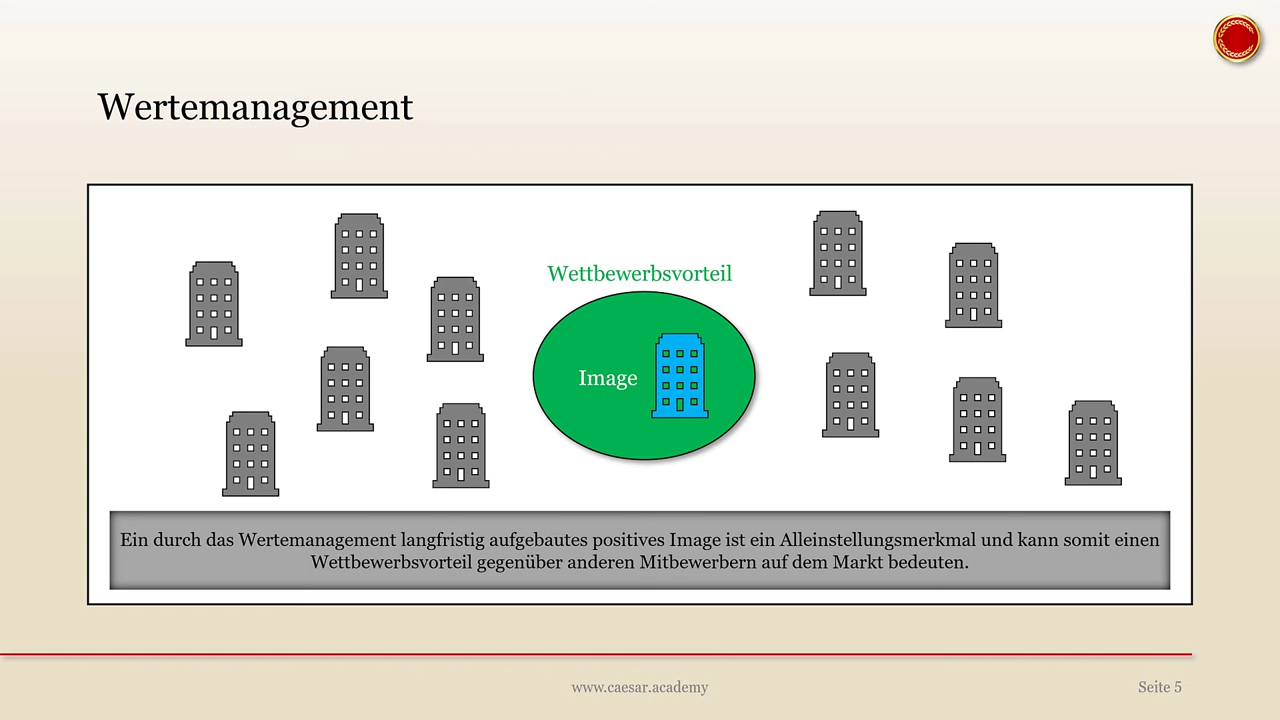 Wertemanagement
Wettbewerbsvorteil
Image
Ein durch das Wertemanagement langfristig aufgebautes positives Image ist ein Alleinstellungsmerkmal und kann somit einen
Wettbewerbsvorteil gegenüber anderen Mitbewerbern auf dem Markt bedeuten.
www.caesar.academy
Seite 5